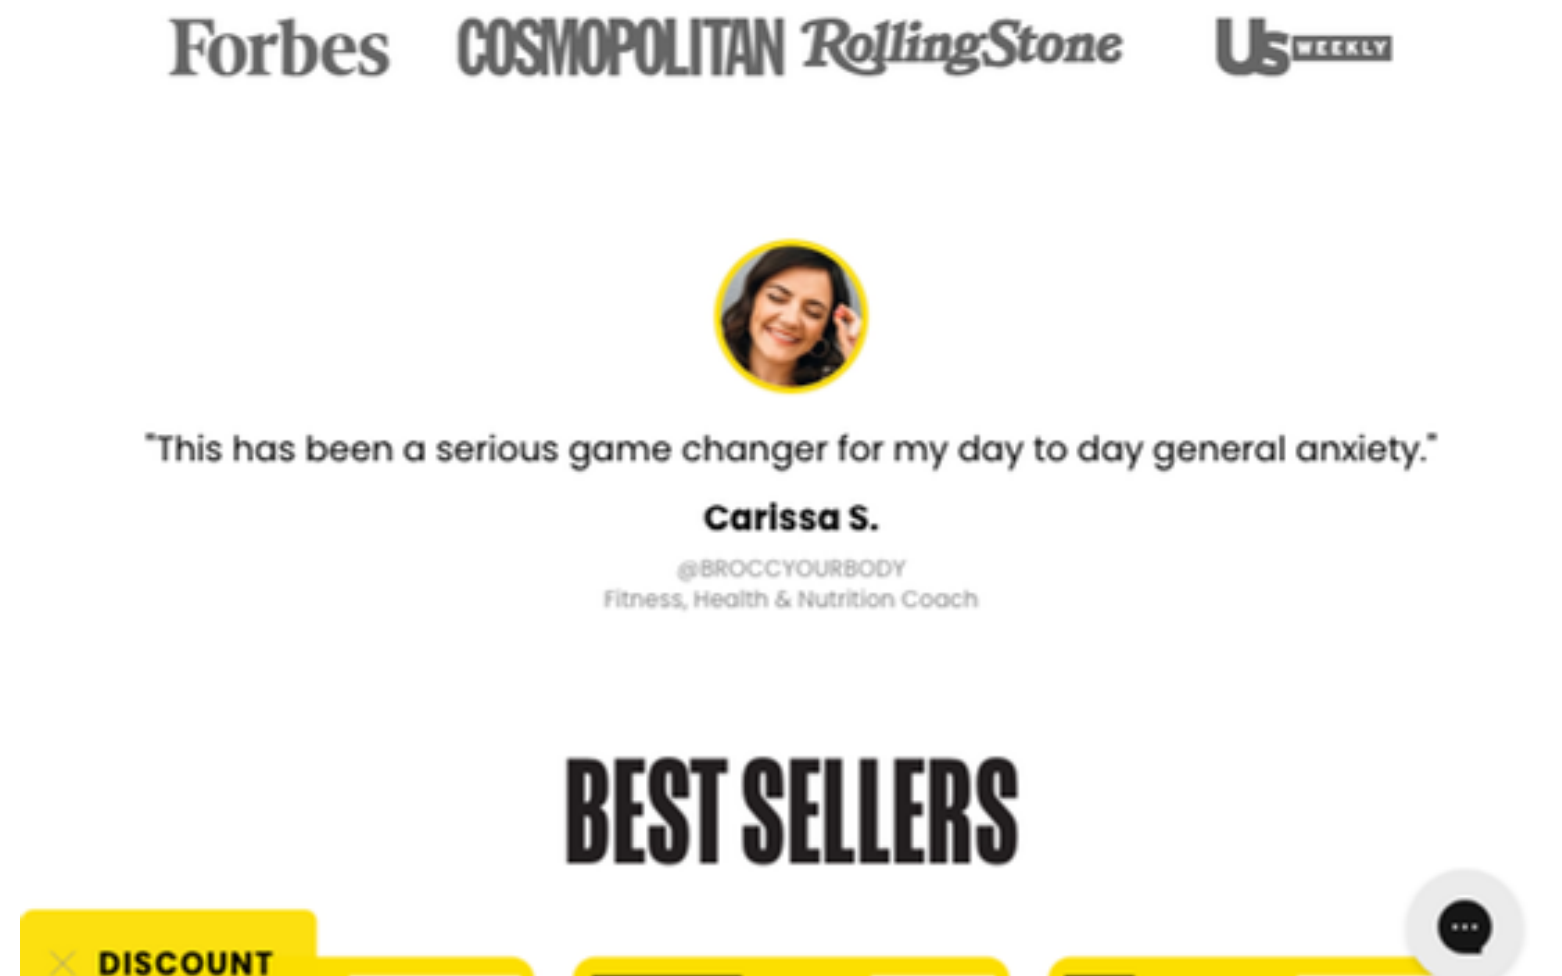 Forbes COSMOPOLITAN RollingStone Us WEEKLY
"This has been a serious game changer for my day to day general anxiety."
Carissa S.
@BROCCYOURBODY
Fitness, Health & Nutrition Coach
BEST SELLERS
DISCOUNT